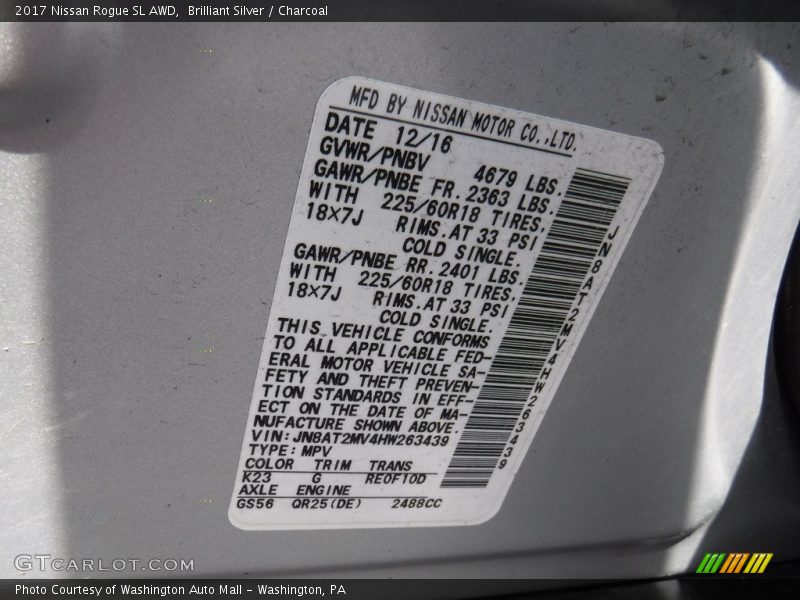 2017 Nissan Rogue SL AWD,  Brilliant Silver / Charcoal
MFD BY NISSAN MOTOR CO.,LTD.
DATE 12/16
GVWR/PNBV 4679 LBS.
GAWR/PNBE FR. 2363 LBS.
WITH 225/60R18 TIRES,
18×7J RIMS.AT 33 PSI
COLD SINGLE.
GAWR/PNBE RR. 2401 LBS.
WITH 225/60R18 TIRES,
18×7J RIMS.AT 33 PSI
COLD SINGLE.
THIS VEHICLE CONFORMS
TO ALL APPLICABLE FED-
ERAL MOTOR VEHICLE SA-
FETY AND THEFT PREVEN-
TION STANDARDS IN EFF-
ECT ON THE DATE OF MA-
NUFACTURE SHOWN ABOVE.
VIN:JN8AT2MV4HW263439
TYPE:MPV
COLOR TRIM TRANS
K23 G RE0F10D
AXLE ENGINE
GS56 QR25(DE) 2488CC
JN8AT2MV4HW263439
GTCARLOT.COM
Photo Courtesy of Washington Auto Mall - Washington, PA